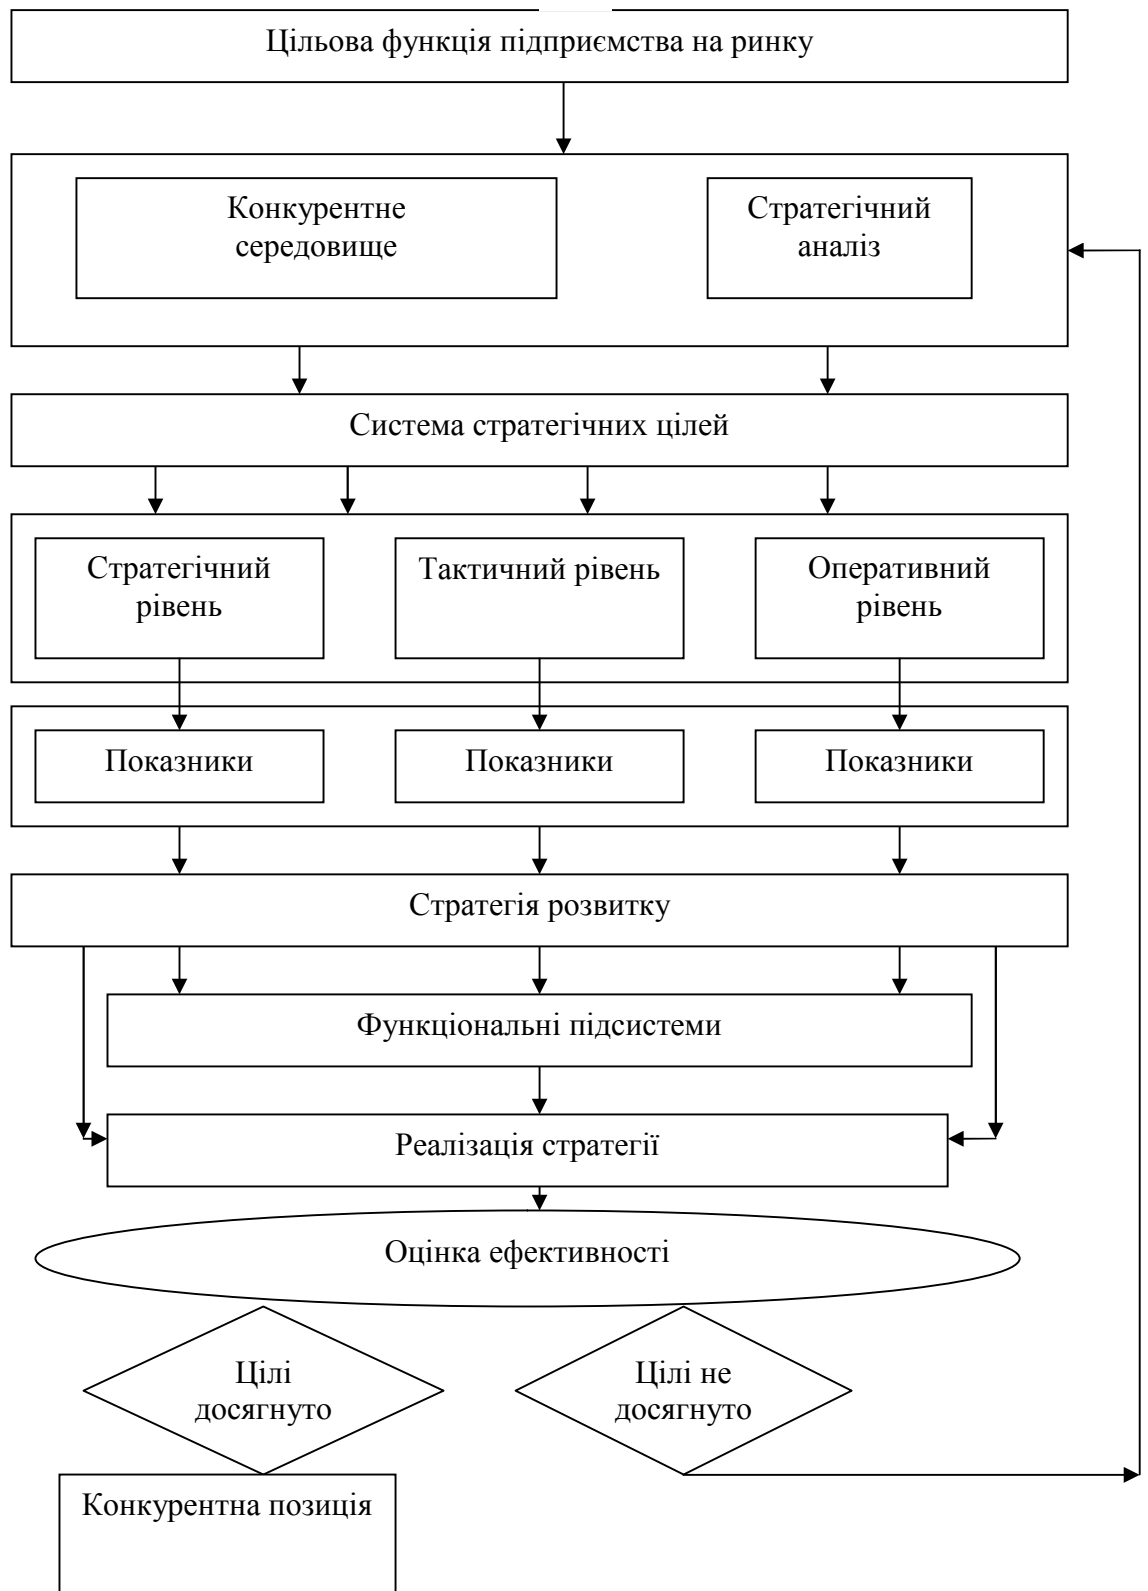 Цільова функція підприємства на ринку
Конкурентне
середовище
Стратегічний
аналіз
Система стратегічних цілей
Стратегічний
рівень
Тактичний рівень
Оперативний
рівень
Показники
Показники
Показники
Стратегія розвитку
Функціональні підсистеми
Реалізація стратегії
Оцінка ефективності
Цілі
досягнуто
Цілі не
досягнуто
Конкурентна позиція